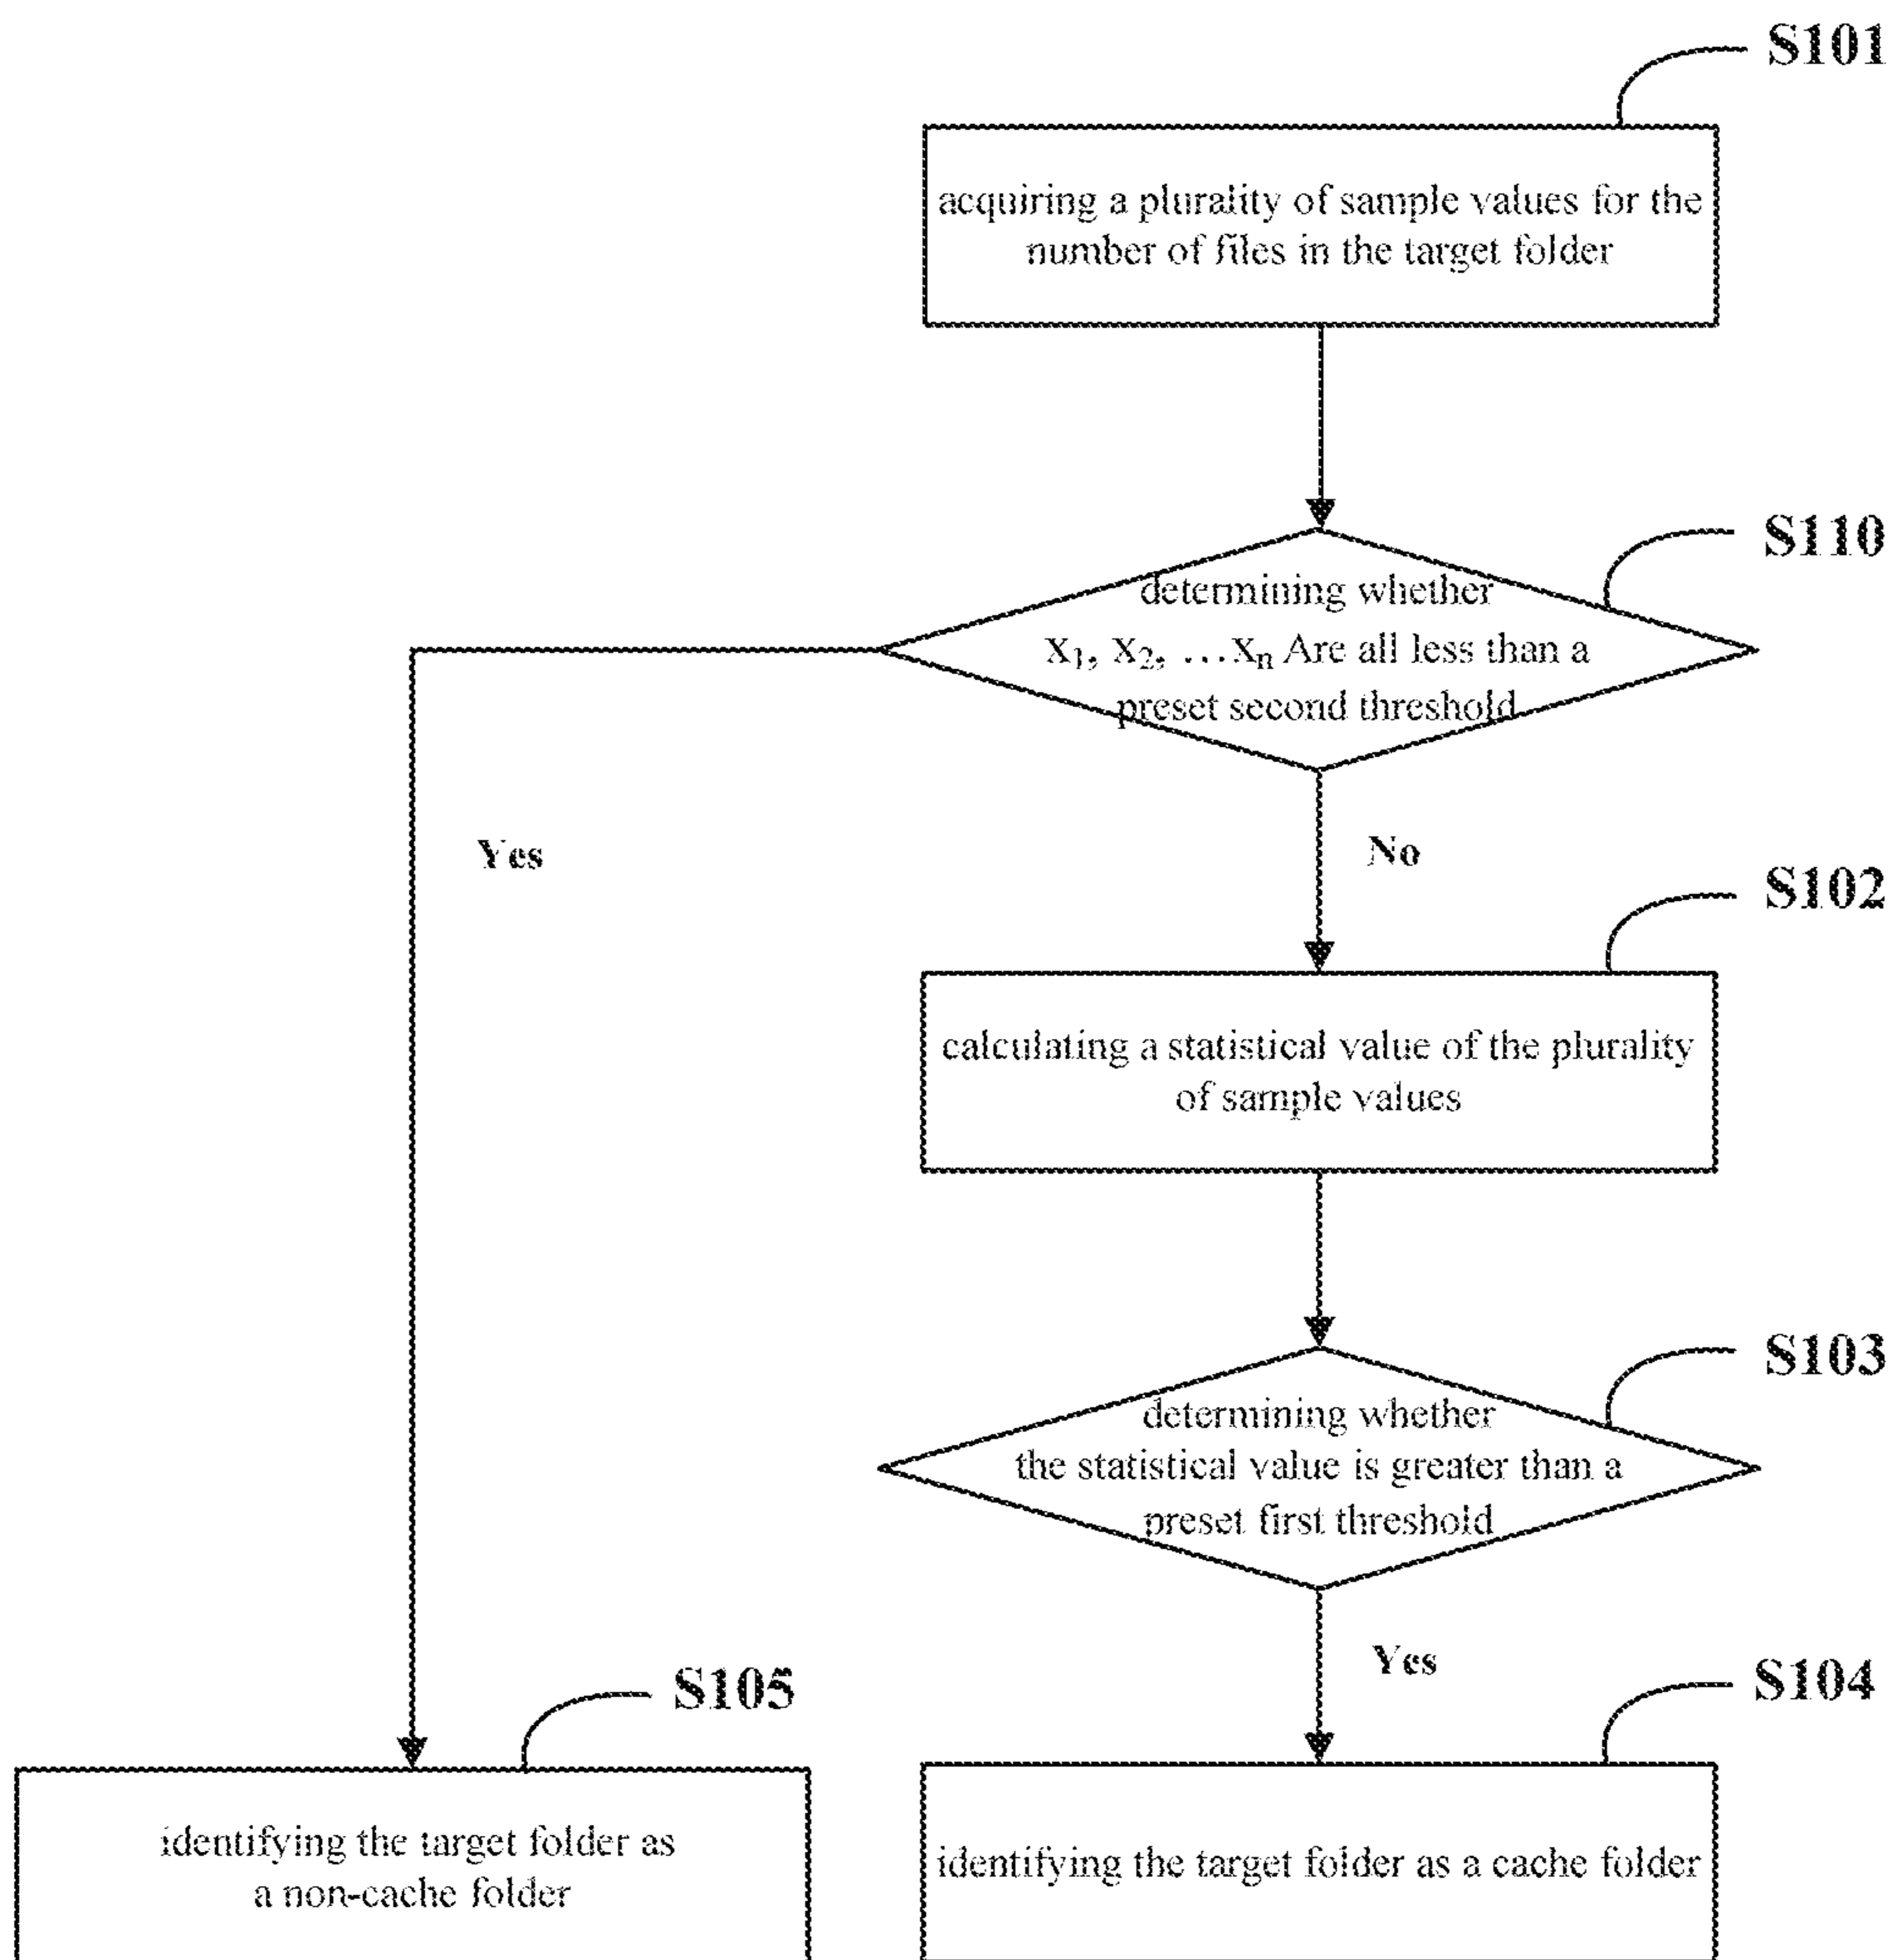 S101
acquiring a plurality of sample values for the
number of files in the target folder
S110
determining whether
X1, X2, ...Xn Are all less than a
preset second threshold
Yes
No
S102
calculating a statistical value of the plurality
of sample values
S103
determining whether
the statistical value is greater than a
preset first threshold
Yes
S105
S104
identifying the target folder as
a non-cache folder
identifying the target folder as a cache folder